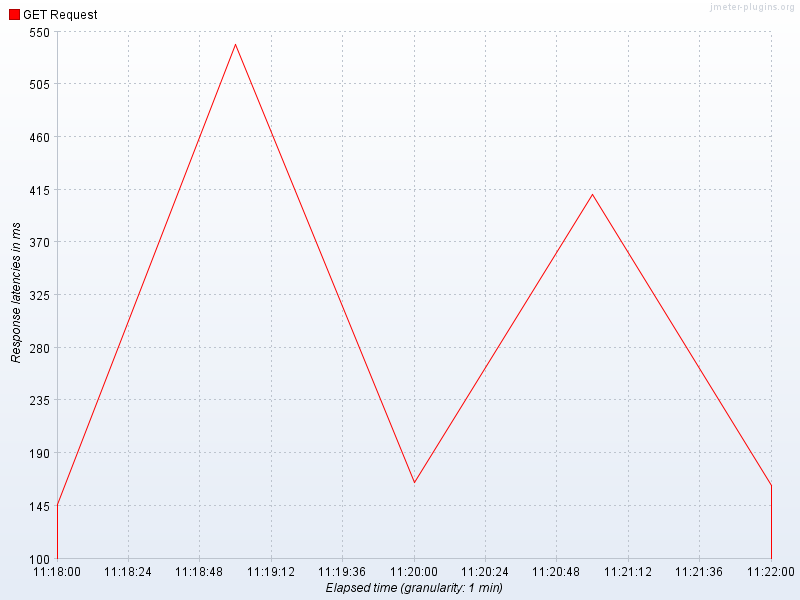 jmeter-plugins.org
GET Request
550
505
460
415
370
325
280
235
190
145
100
Response latencies in ms
11:18:00 11:18:24 11:18:48 11:19:12 11:19:36 11:20:00 11:20:24 11:20:48 11:21:12 11:21:36 11:22:00
Elapsed time (granularity: 1 min)